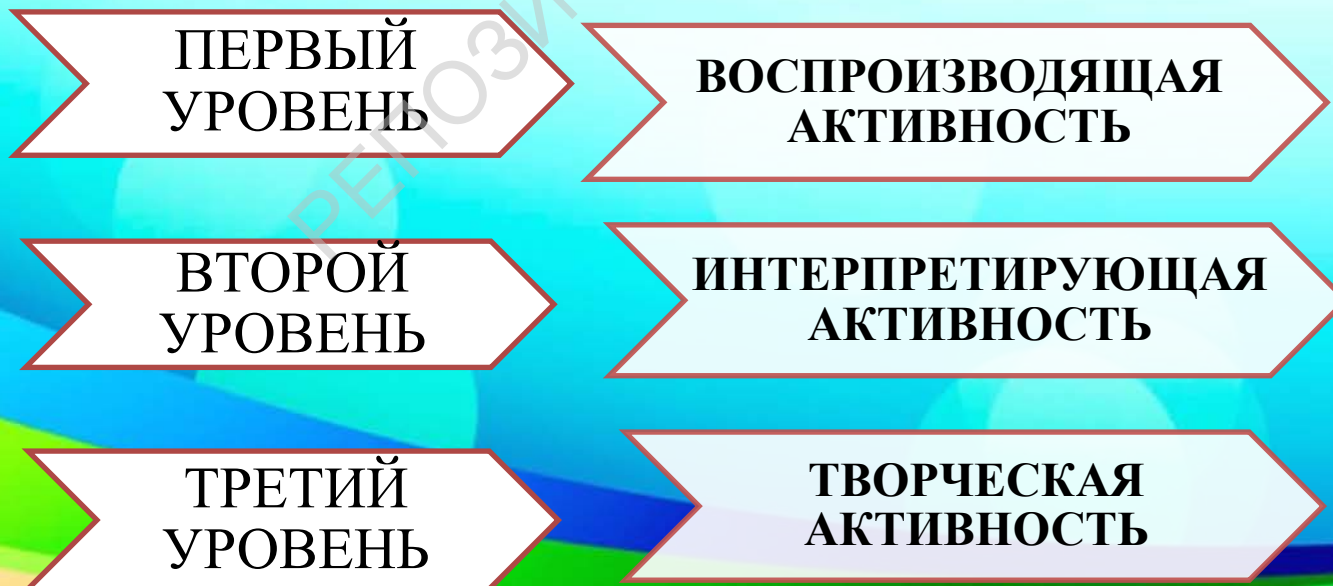 ПЕРВЫЙ
УРОВЕНЬ
ВОСПРОИЗВОДЯЩАЯ
АКТИВНОСТЬ
ВТОРОЙ
УРОВЕНЬ
ИНТЕРПРЕТИРУЮЩАЯ
АКТИВНОСТЬ
ТРЕТИЙ
УРОВЕНЬ
ТВОРЧЕСКАЯ
АКТИВНОСТЬ